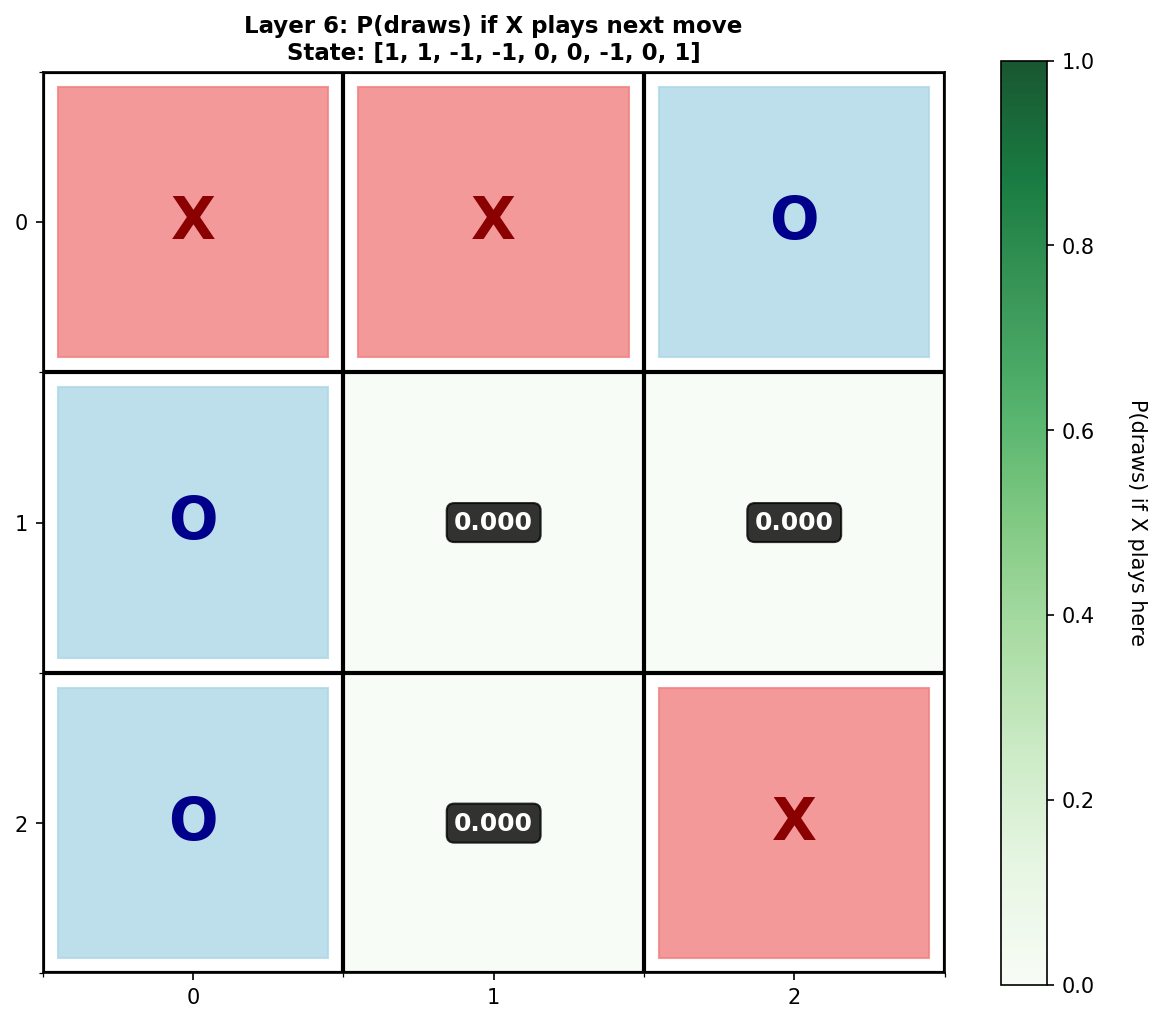 Layer 6: P(draws) if X plays next move
State: [1, 1, -1, -1, 0, 0, -1, 0, 1]
0
X
X
O
1
O
0.000
0.000
2
O
0.000
X
0
1
2
1.0
0.8
0.6
0.4
0.2
0.0
P(draws) if X plays here